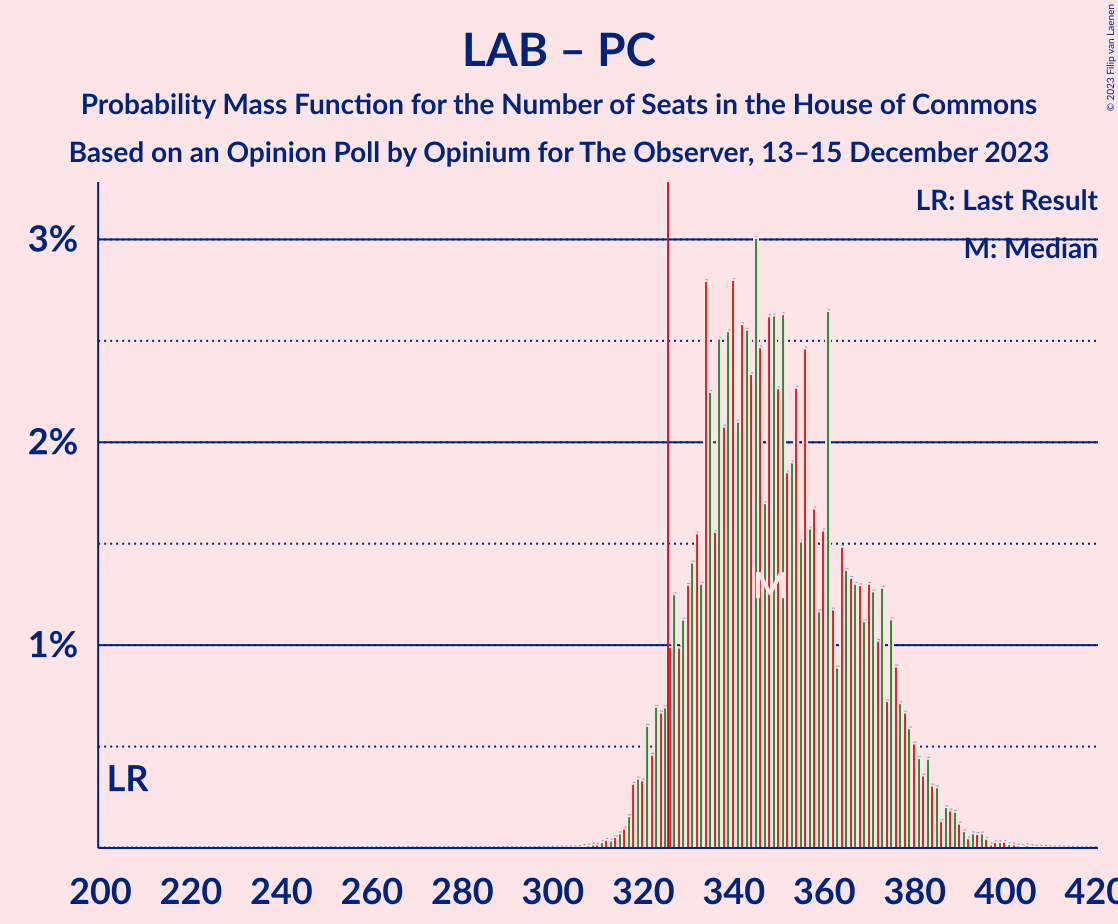 LAB – PC
Probability Mass Function for the Number of Seats in the House of Commons
Based on an Opinion Poll by Opinium for The Observer, 13–15 December 2023
© 2023 Filip van Laenen
LR: Last Result
M: Median
3%
2%
1%
M
LR
200 220 240 260 280 300 320 340 360 380 400 420